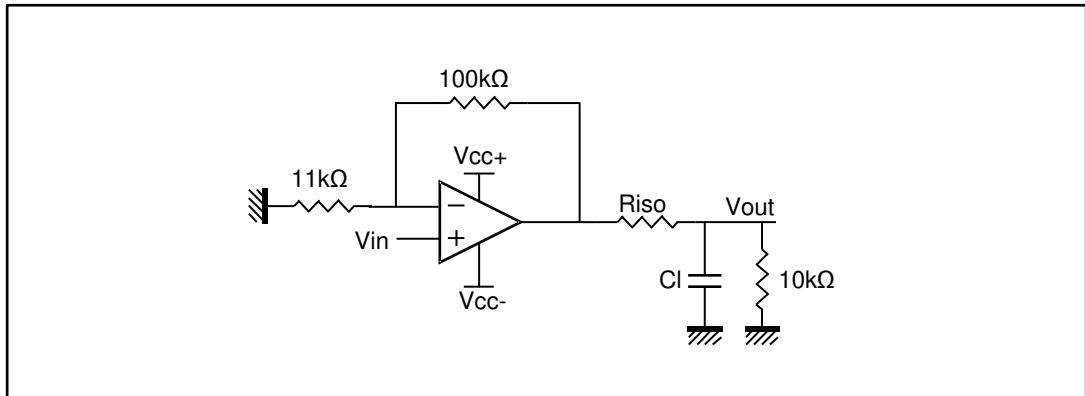 100kΩ
Vcc+
11kΩ
Riso
Vout
−
Vin
+
Cl
10kΩ
Vcc-